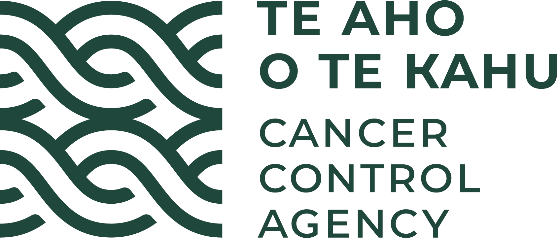 TE AHO
O TE KAHU
CANCER
CONTROL
AGENCY